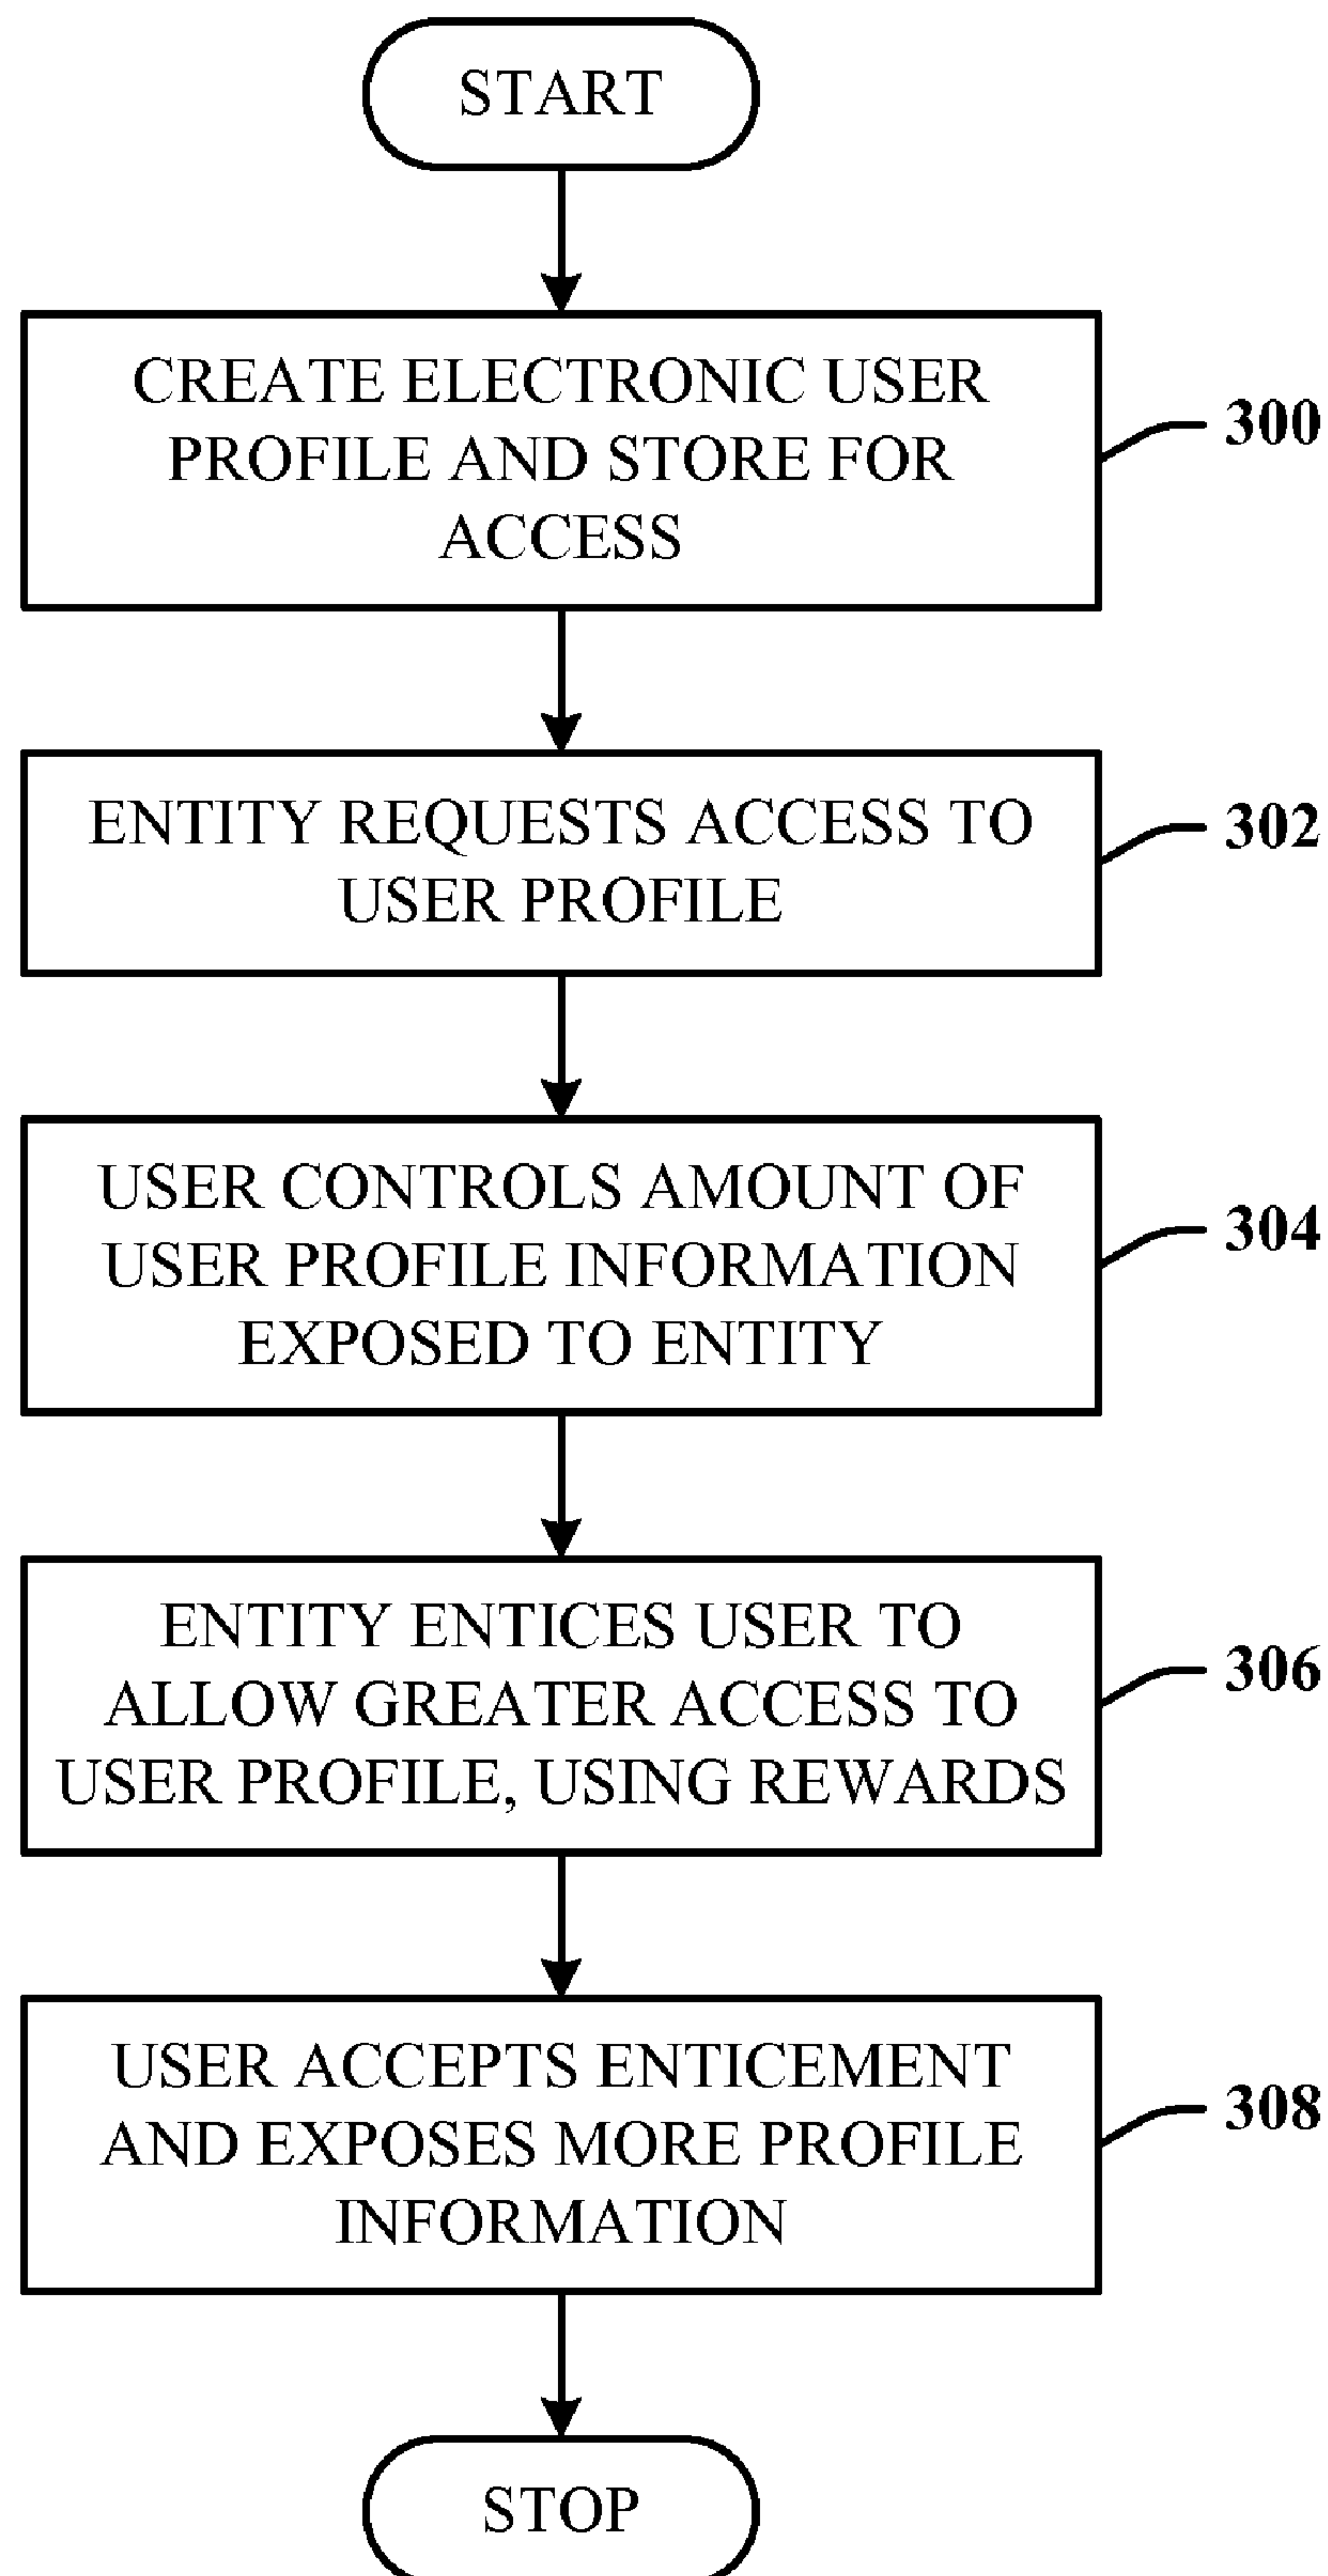 START
CREATE ELECTRONIC USER
PROFILE AND STORE FOR
ACCESS
300
ENTITY REQUESTS ACCESS TO
USER PROFILE
302
USER CONTROLS AMOUNT OF
USER PROFILE INFORMATION
EXPOSED TO ENTITY
304
ENTITY ENTICES USER TO
ALLOW GREATER ACCESS TO
USER PROFILE, USING REWARDS
306
USER ACCEPTS ENTICEMENT
AND EXPOSES MORE PROFILE
INFORMATION
308
STOP